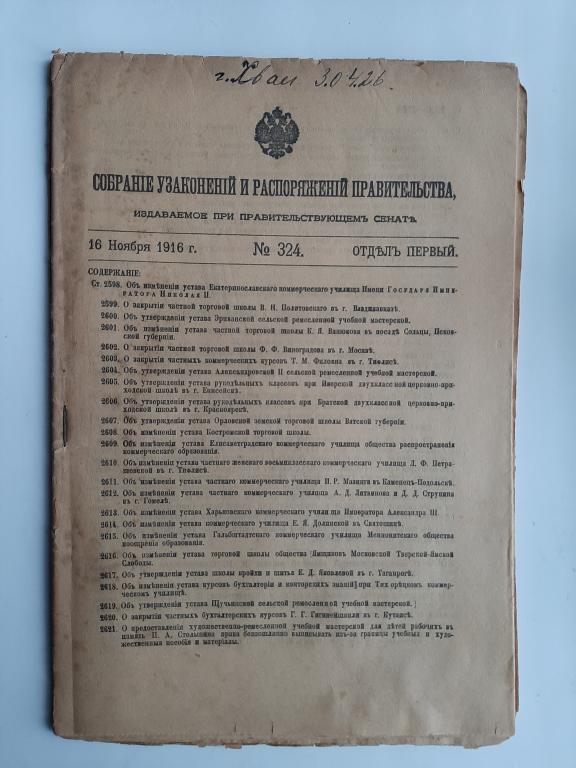 3.04.26.
СОБРАНІЕ УЗАКОНЕНІЙ И РАСПОРЯЖЕНІЙ ПРАВИТЕЛЬСТВА,
ИЗДАВАЕМОЕ ПРИ ПРАВИТЕЛЬСТВУЮЩЕМЪ СЕНАТѢ.
16 Ноября 1916 г. № 324. ОТДѢЛЪ ПЕРВЫЙ.
СОДЕРЖАНІЕ:
Ст. 2598. Объ измѣненіи устава Екатеринославскаго коммерческаго училища Имени Государя Импе-
ратора Николая II.
2599. О закрытіи частной торговой школы В. Н. Политовскаго въ г. Владикавказѣ.
2600. Объ утвержденіи устава Эриванской сельской ремесленной учебной мастерской.
2601. Объ измѣненіи устава частной торговой школы К. Я. Ванюкова въ посадѣ Сольцы, Псков-
ской губерніи.
2602. О закрытіи частной торговой школы Ф. Ф. Виноградова въ г. Москвѣ.
2603. О закрытіи частныхъ коммерческихъ курсовъ Т. М. въ г. Тифлисѣ.
2604. Объ утвержденіи устава Александровской II сельской ремесленной учебной мастерской.
2605. Объ утвержденіи устава рукодѣльныхъ классовъ при Иверской двухклассной церковно-при-
ходской школѣ въ г. Енисейскѣ.
2606. Объ утвержденіи устава рукодѣльныхъ классовъ при Братской двухклассной церковно-при-
ходской школѣ въ г. Красноярскѣ.
2607. Объ утвержденіи устава Орловской земской торговой школы Вятской губерніи.
2608. Объ измѣненіи устава Костромской торговой школы.
2609. Объ измѣненіи устава Елисаветградскаго коммерческаго училища общества распространенія
коммерческаго образованія.
2610. Объ измѣненіи устава частнаго женскаго восьмикласснаго коммерческаго училища Л. Ф. Петра-
шевской въ г. Тифлисѣ.
2611. Объ измѣненіи устава частнаго коммерческаго училища И. Р. Мазинга въ Каменецъ-Подольскѣ.
2612. Объ измѣненіи устава частнаго коммерческаго училища А. Д. Литвинова и Д. Д. Струнина
въ г. Гомелѣ.
2613. Объ измѣненіи устава Харьковскаго коммерческаго училища Императора Александра III.
2614. Объ измѣненіи устава коммерческаго училища Е. Я. Долинской въ Святошинѣ.
2615. Объ измѣненіи устава Гальбштадтскаго коммерческаго училища Меннонитскаго общества
поощренія образованія.
2616. Объ измѣненіи устава торговой школы общества Ямщиковъ Московской Тверской-Ямской
Слободы.
2617. Объ утвержденіи устава школы кройки и шитья Е. Д. Яковлевой въ г. Таганрогѣ.
2618. Объ измѣненіи устава курсовъ бухгалтеріи и конторскихъ знаній при Тихорѣцкомъ коммер-
ческомъ училищѣ.
2619. Объ утвержденіи устава Щучьинской сельской ремесленной учебной мастерской.
2620. О закрытіи частныхъ бухгалтерскихъ курсовъ Г. Г. въ г. Кутаисѣ.
2621. О предоставленіи художественно-ремесленной учебной мастерской для дѣтей рабочихъ въ
память П. А. Столыпина права безпошлинно выписывать изъ-за границы учебныя и худо-
жественныя пособія и матеріалы.